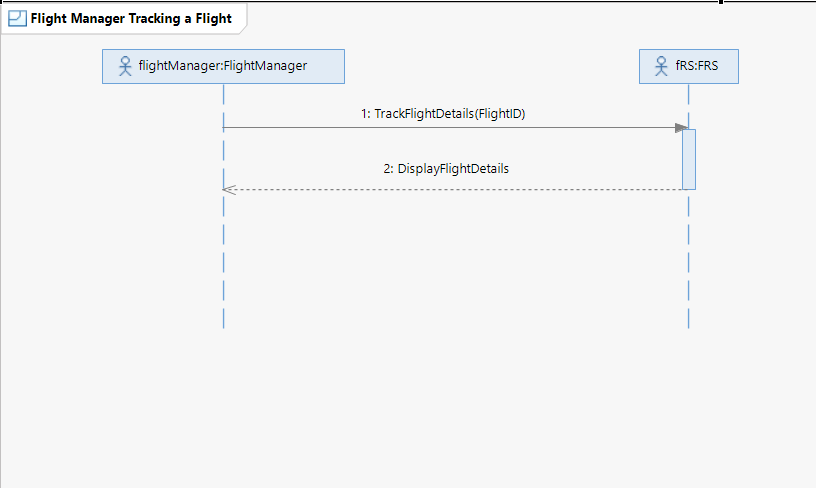 Flight Manager Tracking a Flight
flightManager:FlightManager
fRS:FRS
1: TrackFlightDetails(FlightID)
2: DisplayFlightDetails